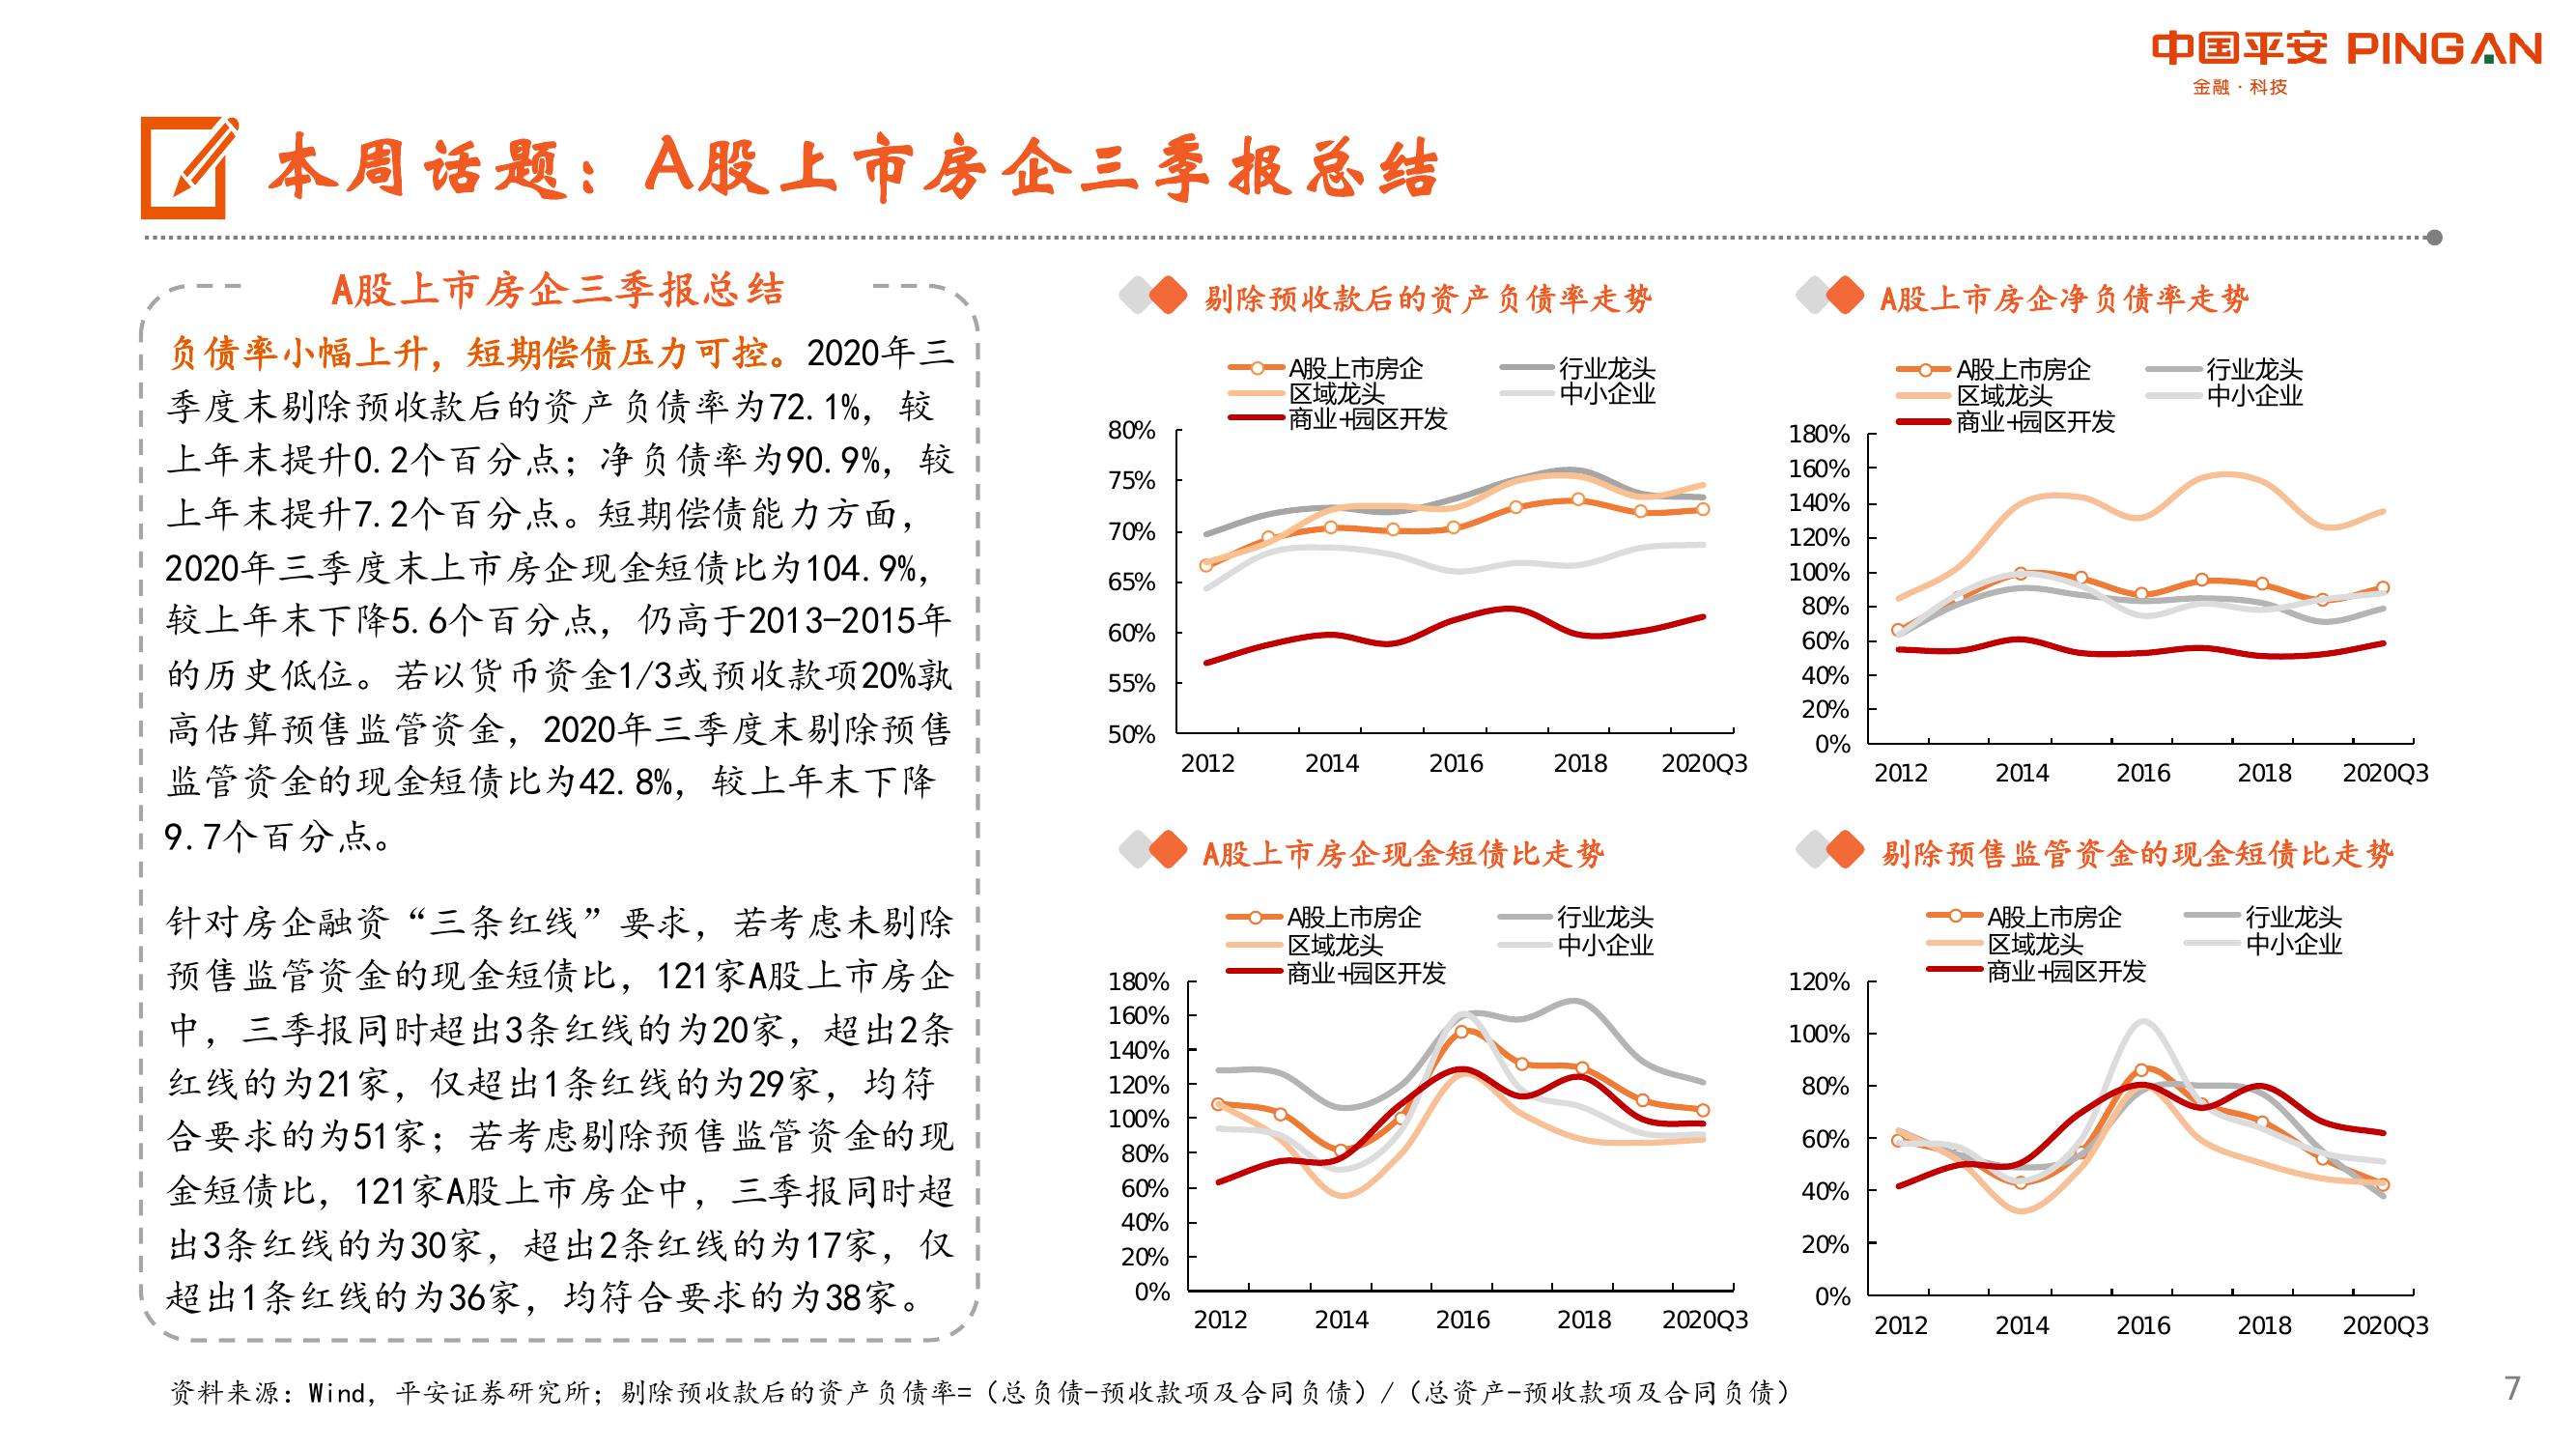 中国平安 PINGAN
金融·科技
本周话题：A股上市房企三季报总结
A股上市房企三季报总结
负债率小幅上升，短期偿债压力可控。2020年三
季度末剔除预收款后的资产负债率为72.1%，较
上年末提升0.2个百分点；净负债率为90.9%，较
上年末提升7.2个百分点。短期偿债能力方面，
2020年三季度末上市房企现金短债比为104.9%，
较上年末下降5.6个百分点，仍高于2013-2015年
的历史低位。若以货币资金1/3或预收款项20%孰
高估算预售监管资金，2020年三季度末剔除预售
监管资金的现金短债比为42.8%，较上年末下降
9.7个百分点。
针对房企融资“三条红线”要求，若考虑未剔除
预售监管资金的现金短债比，121家A股上市房企
中，三季报同时超出3条红线的为20家，超出2条
红线的为21家，仅超出1条红线的为29家，均符
合要求的为51家；若考虑剔除预售监管资金的现
金短债比，121家A股上市房企中，三季报同时超
出3条红线的为30家，超出2条红线的为17家，仅
超出1条红线的为36家，均符合要求的为38家。
剔除预收款后的资产负债率走势
A股上市房企 行业龙头
区域龙头 中小企业
商业+园区开发
80%
75%
70%
65%
60%
55%
50%
2012 2014 2016 2018 2020Q3
A股上市房企净负债率走势
A股上市房企 行业龙头
区域龙头 中小企业
商业+园区开发
180%
160%
140%
120%
100%
80%
60%
40%
20%
0%
2012 2014 2016 2018 2020Q3
A股上市房企现金短债比走势
A股上市房企 行业龙头
区域龙头 中小企业
商业+园区开发
180%
160%
140%
120%
100%
80%
60%
40%
20%
0%
2012 2014 2016 2018 2020Q3
剔除预售监管资金的现金短债比走势
A股上市房企 行业龙头
区域龙头 中小企业
商业+园区开发
120%
100%
80%
60%
40%
20%
0%
2012 2014 2016 2018 2020Q3
资料来源：Wind，平安证券研究所；剔除预收款后的资产负债率=（总负债-预收款项及合同负债）/（总资产-预收款项及合同负债）
7